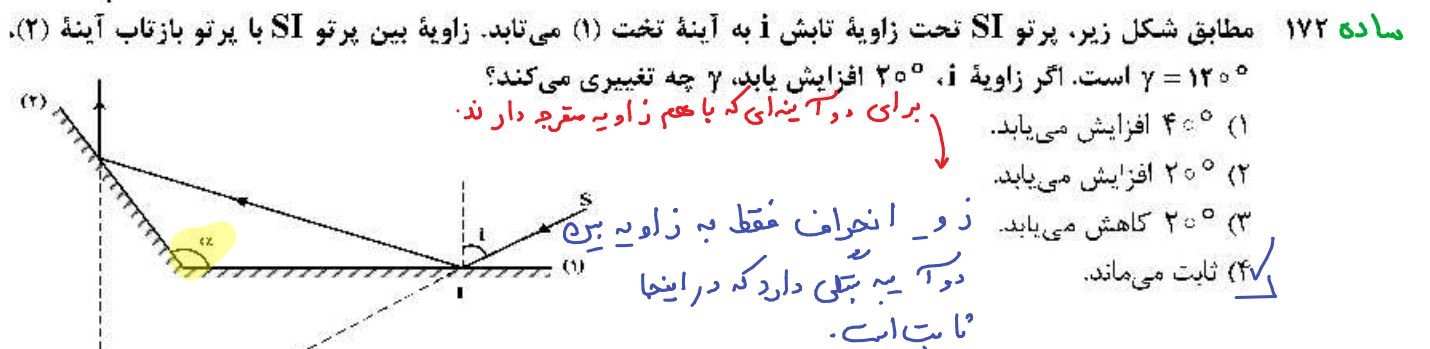 ساده ۱۷۲ مطابق شکل زیر، پرتو SI تحت زاویهٔ تابش i به آینهٔ تخت (۱) می‌تابد. زاویهٔ بین پرتو SI با پرتو بازتاب آینهٔ (۲)،
γ = ۱۲۰° است. اگر زاویهٔ i، ۲۰° افزایش یابد، γ چه تغییری می‌کند؟
برای دو آینه‌ای که با هم زاویه منفرجه دارند.
۱) ۴۰° افزایش می‌یابد.
۲) ۲۰° افزایش می‌یابد.
۳) ۲۰° کاهش می‌یابد.
۴) ثابت می‌ماند.
زاویه انحراف فقط به زاویه بین
دو آینه بستگی دارد که در اینجا
ثابت است.
(۲)
α
S
i
(۱)
I